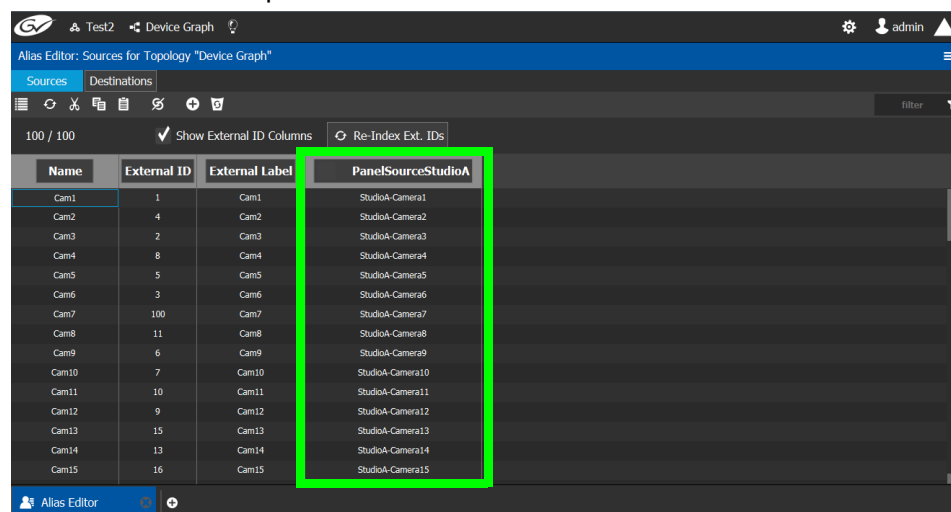 GV Test2 Device Graph admin
Alias Editor: Sources for Topology "Device Graph"
Sources Destinations
filter
100 / 100 Show External ID Columns Re-Index Ext. IDs
Name External ID External Label PanelSourceStudioA
Cam1 1 Cam1 StudioA-Camera1
Cam2 4 Cam2 StudioA-Camera2
Cam3 2 Cam3 StudioA-Camera3
Cam4 8 Cam4 StudioA-Camera4
Cam5 5 Cam5 StudioA-Camera5
Cam6 3 Cam6 StudioA-Camera6
Cam7 100 Cam7 StudioA-Camera7
Cam8 11 Cam8 StudioA-Camera8
Cam9 6 Cam9 StudioA-Camera9
Cam10 7 Cam10 StudioA-Camera10
Cam11 10 Cam11 StudioA-Camera11
Cam12 9 Cam12 StudioA-Camera12
Cam13 15 Cam13 StudioA-Camera13
Cam14 13 Cam14 StudioA-Camera14
Cam15 16 Cam15 StudioA-Camera15
Alias Editor